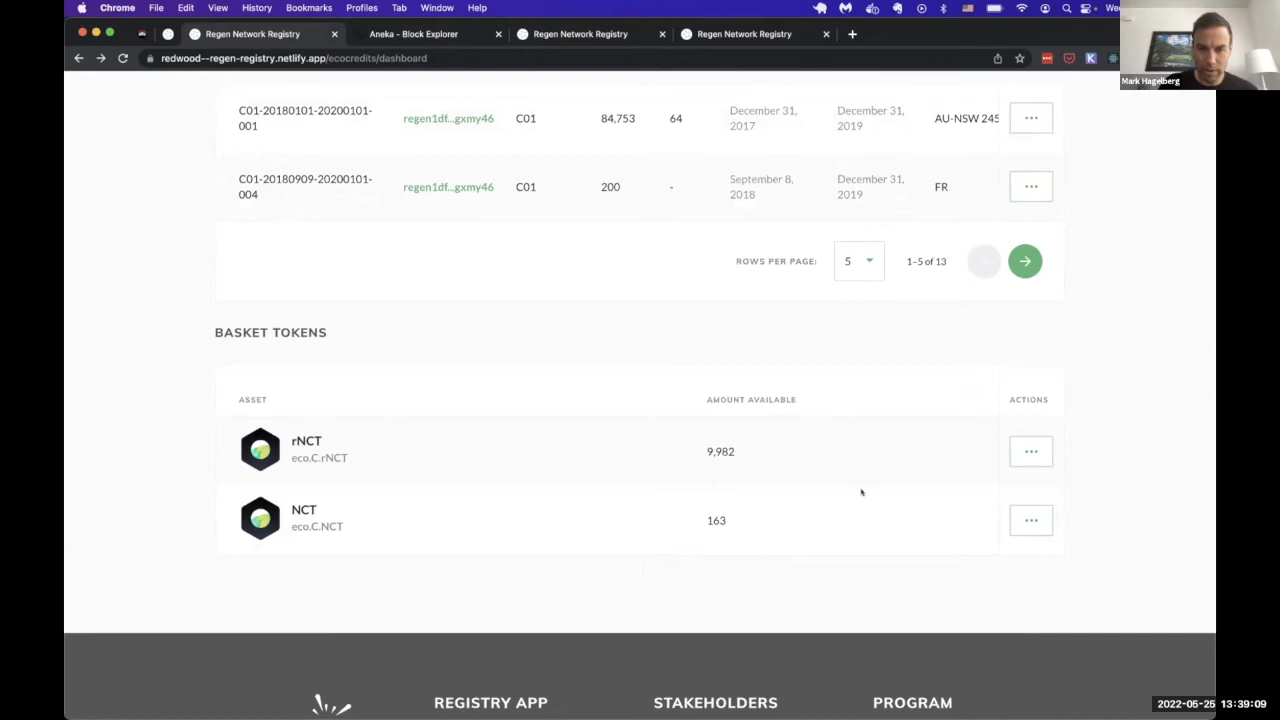 Chrome File Edit View History Bookmarks Profiles Tab Window Help
Regen Network Registry
Aneka - Block Explorer
Regen Network Registry
Regen Network Registry
redwood--regen-registry.netlify.app/ecocredits/dashboard
Mark Hagelberg
C01-20180101-20200101-
001
regen1df...gxmy46
C01
84,753
64
December 31,
2017
December 31,
2019
AU-NSW 245
C01-20180909-20200101-
004
regen1df...gxmy46
C01
200
-
September 8,
2018
December 31,
2019
FR
ROWS PER PAGE:
5
1–5 of 13
BASKET TOKENS
ASSET
AMOUNT AVAILABLE
ACTIONS
rNCT
eco.C.rNCT
9,982
NCT
eco.C.NCT
163
REGISTRY APP
STAKEHOLDERS
PROGRAM
2022-05-25 13:39:09